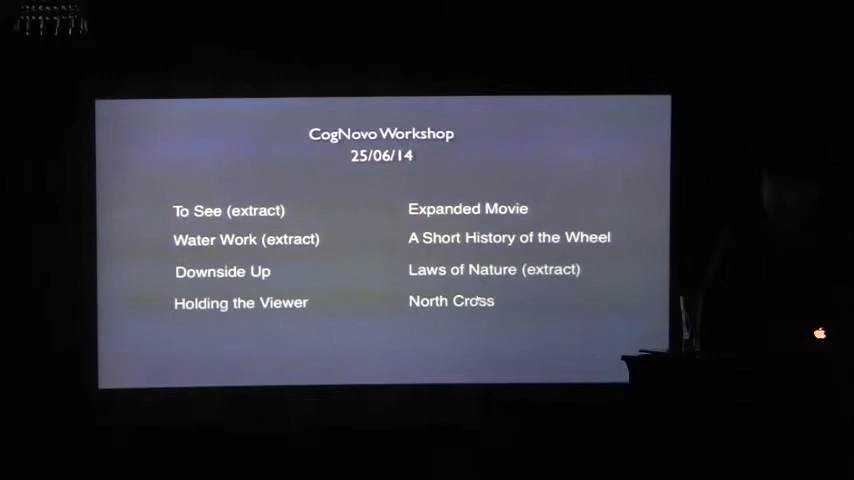 CogNovo Workshop
25/06/14
To See (extract)
Water Work (extract)
Downside Up
Holding the Viewer
Expanded Movie
A Short History of the Wheel
Laws of Nature (extract)
North Cross